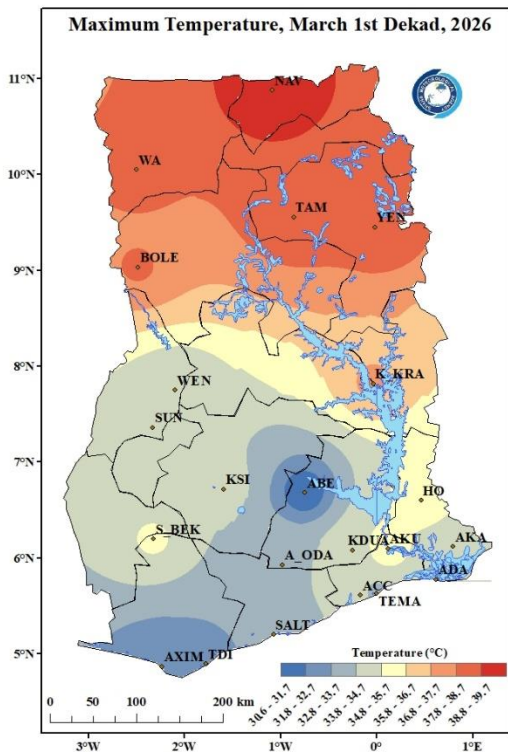 Maximum Temperature, March 1st Dekad, 2026
11°N
10°N
9°N
8°N
7°N
6°N
5°N
NAV
WA
TAM
YEN
BOLE
K_KRA
WEN
SUN
KSI
ABE
HO
S_BEK
A_ODA
KDUA
AKU
AKA
ADA
ACC
TEMA
SALT
AXIM
TDI
Temperature (°C)
30.6 - 31.7
31.8 - 32.7
32.8 - 33.7
33.8 - 34.7
34.8 - 35.7
35.8 - 36.7
36.8 - 37.7
37.8 - 38.7
38.8 - 39.7
0 50 100 200 km
3°W 2°W 1°W 0° 1°E